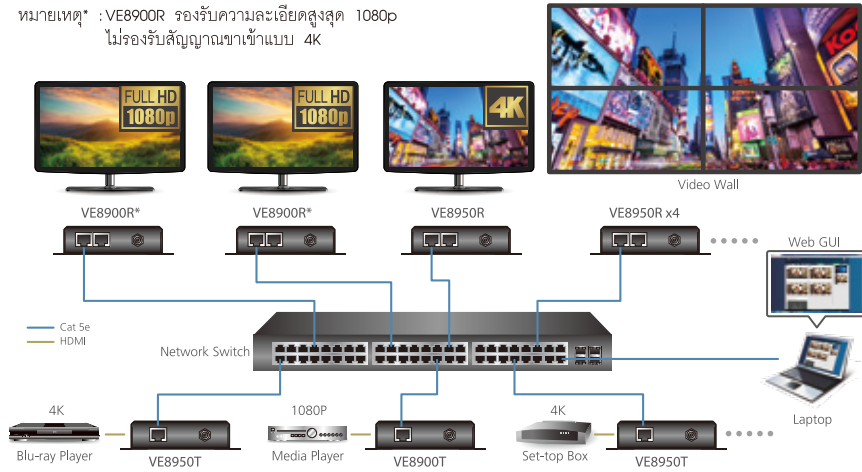 หมายเหตุ* : VE8900R รองรับความละเอียดสูงสุด 1080p
ไม่รองรับสัญญาณขาเข้าแบบ 4K
FULL HD
1080p
FULL HD
1080p
4K
Video Wall
VE8900R*
VE8900R*
VE8950R
VE8950R x4
Web GUI
Cat 5e
HDMI
Network Switch
4K
1080P
4K
Laptop
Blu-ray Player
VE8950T
Media Player
VE8900T
Set-top Box
VE8950T